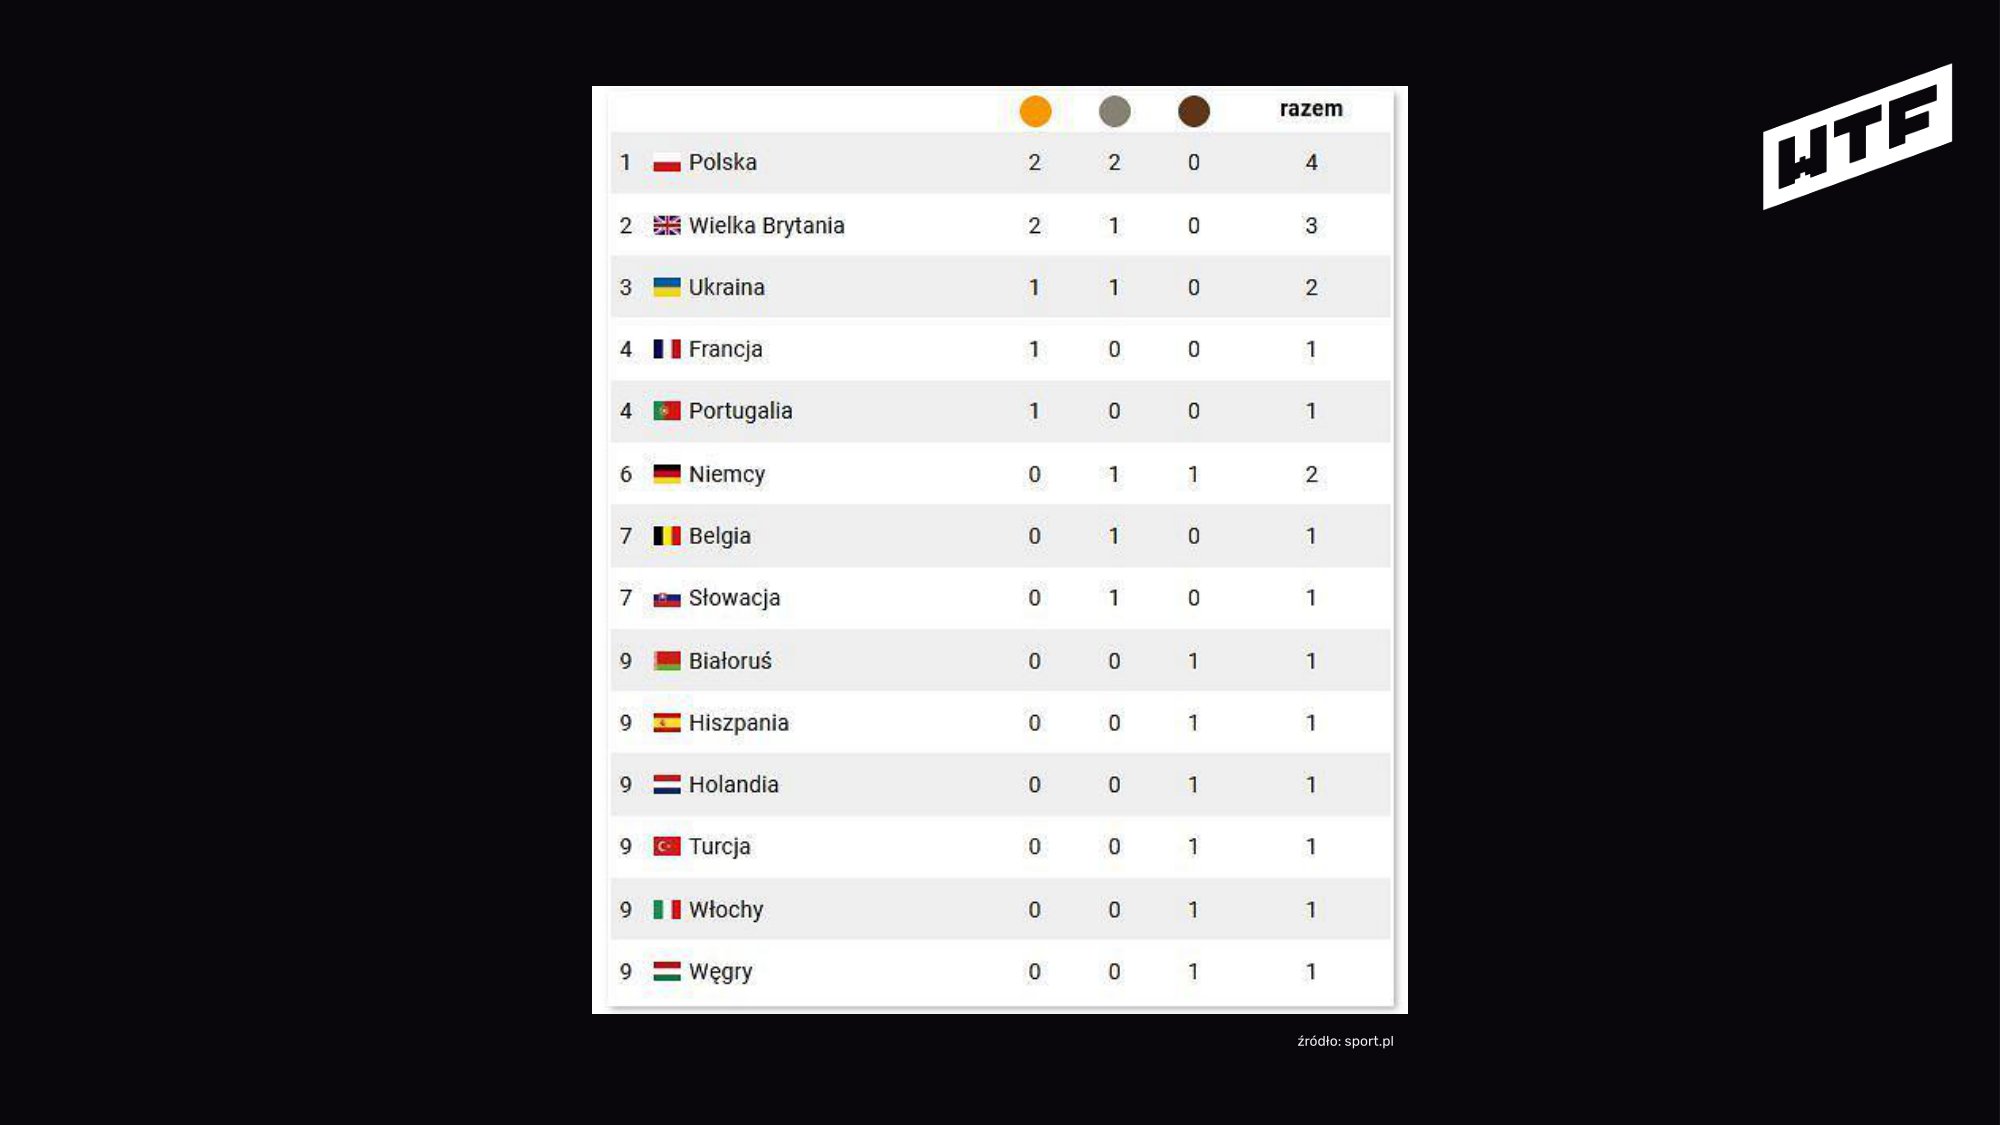 WTF
razem
1 Polska 2 2 0 4
2 Wielka Brytania 2 1 0 3
3 Ukraina 1 1 0 2
4 Francja 1 0 0 1
4 Portugalia 1 0 0 1
6 Niemcy 0 1 1 2
7 Belgia 0 1 0 1
7 Słowacja 0 1 0 1
9 Białoruś 0 0 1 1
9 Hiszpania 0 0 1 1
9 Holandia 0 0 1 1
9 Turcja 0 0 1 1
9 Włochy 0 0 1 1
9 Węgry 0 0 1 1
źródło: sport.pl